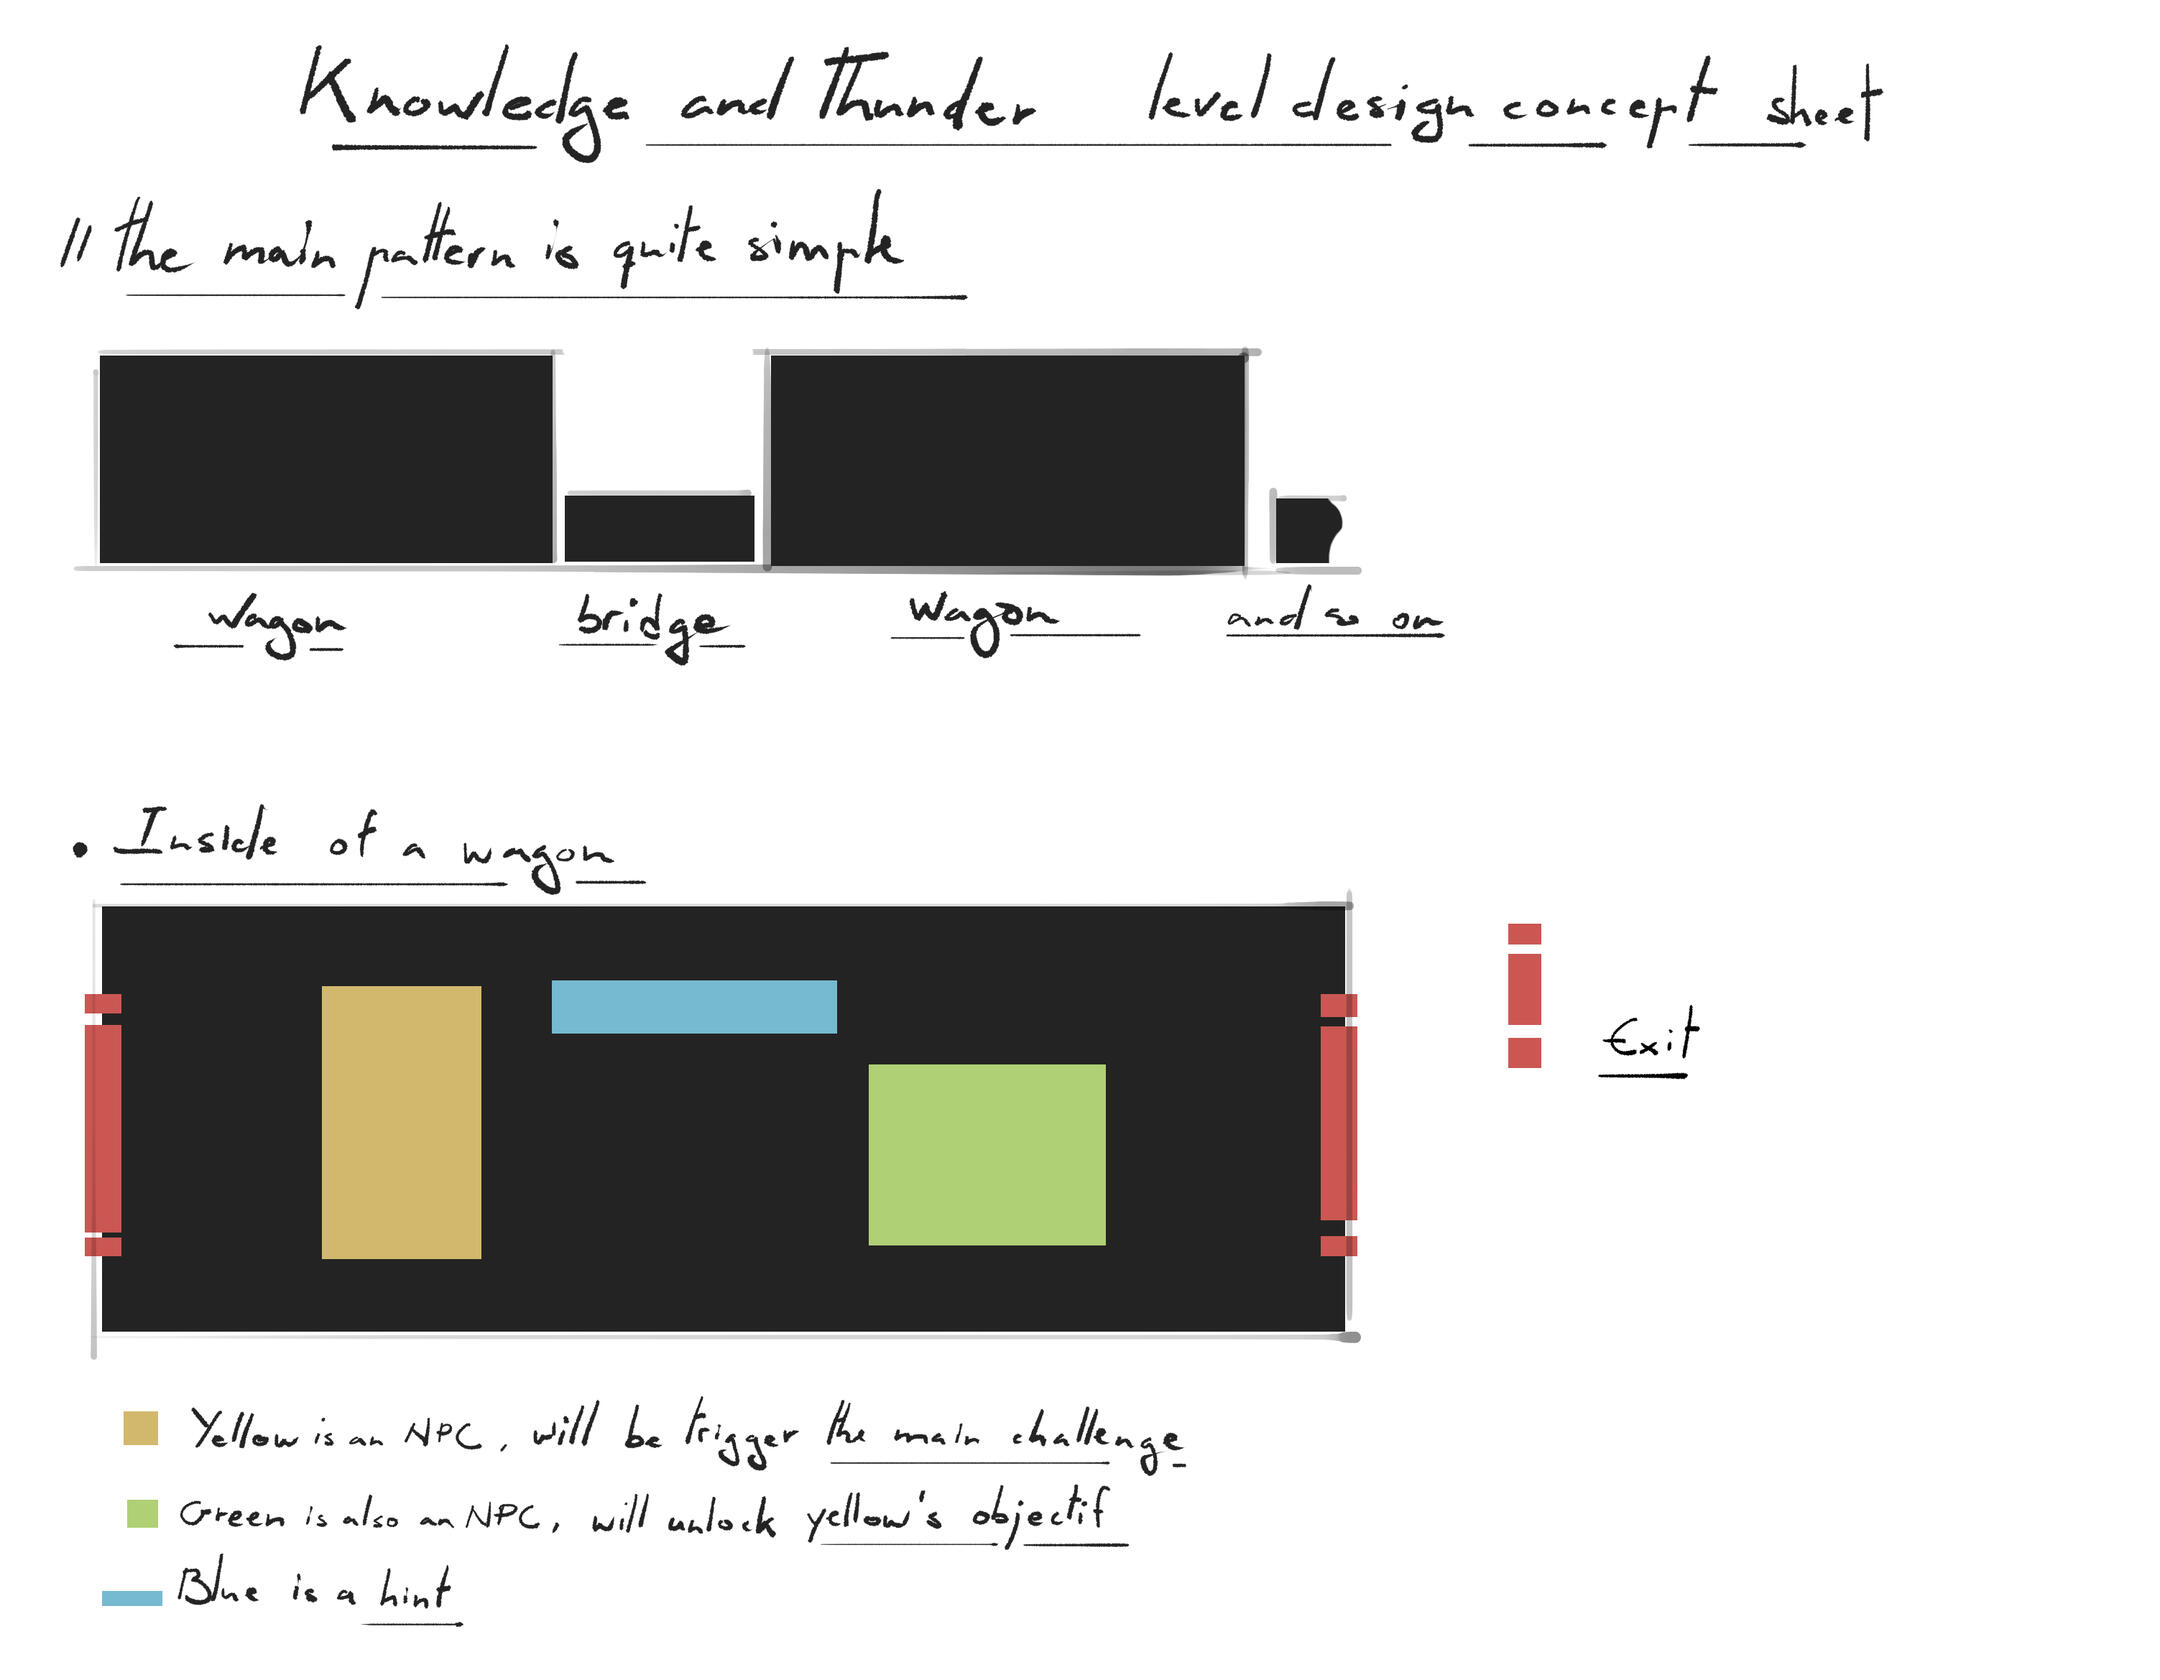 Knowledge and Thunder level design concept sheet
// the main pattern is quite simple
wagon bridge wagon and so on
• Inside of a wagon
Exit
Yellow is an NPC, will be trigger the main challenge
Green is also an NPC, will unlock yellow's objectif
Blue is a hint